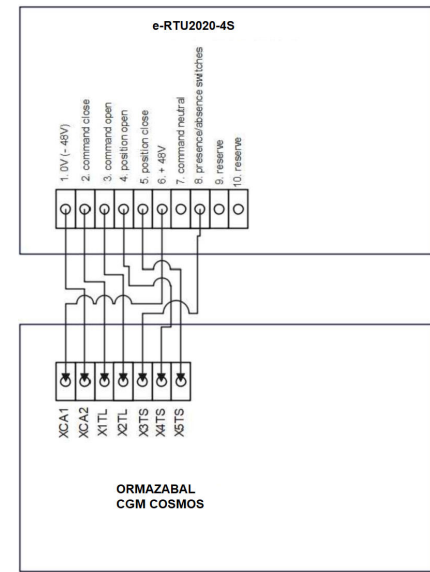 e-RTU2020-4S
1. 0V (- 48V)
2. command close
3. command open
4. position open
5. position close
6. + 48V
7. command neutral
8. presence/absence switches
9. reserve
10. reserve
XCA1
XCA2
X1TL
X2TL
X3TS
X4TS
X5TS
ORMAZABAL
CGM COSMOS